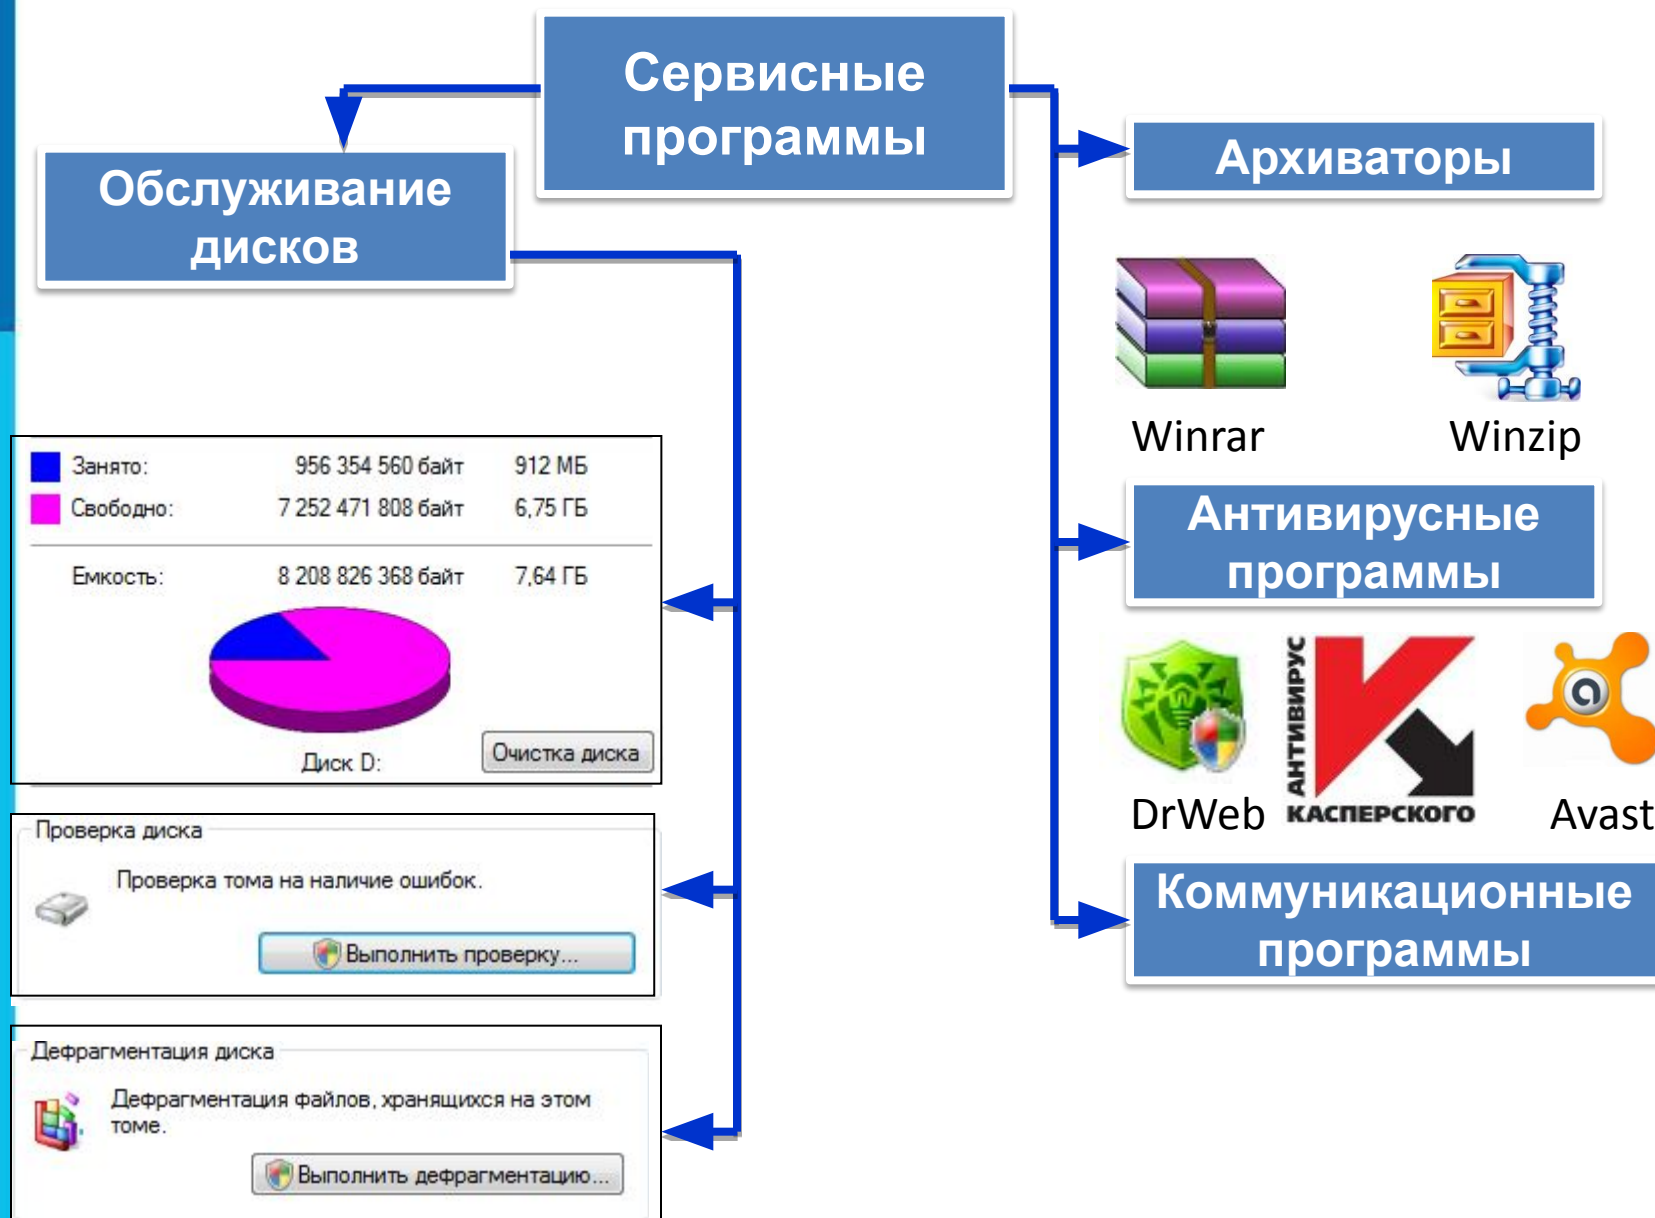 Сервисные
программы
Обслуживание
дисков
Занято: 956 354 560 байт 912 МБ
Свободно: 7 252 471 808 байт 6,75 ГБ
Емкость: 8 208 826 368 байт 7,64 ГБ
Диск D:
Очистка диска
Проверка диска
Проверка тома на наличие ошибок.
Выполнить проверку...
Дефрагментация диска
Дефрагментация файлов, хранящихся на этом
томе.
Выполнить дефрагментацию...
Архиваторы
Winrar Winzip
Антивирусные
программы
АНТИВИРУС
КАСПЕРСКОГО
a
DrWeb Avast
Коммуникационные
программы